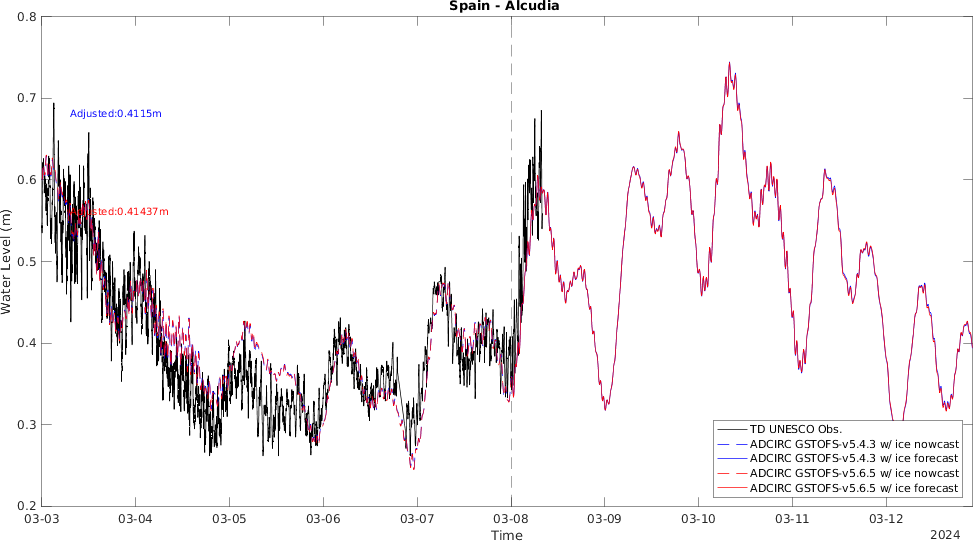 Spain - Alcudia
0.8
0.7
0.6
0.5
0.4
0.3
0.2
Water Level (m)
Adjusted:0.4115m
Adjusted:0.41437m
TD UNESCO Obs.
ADCIRC GSTOFS-v5.4.3 w/ ice nowcast
ADCIRC GSTOFS-v5.4.3 w/ ice forecast
ADCIRC GSTOFS-v5.6.5 w/ ice nowcast
ADCIRC GSTOFS-v5.6.5 w/ ice forecast
03-03 03-04 03-05 03-06 03-07 03-08 03-09 03-10 03-11 03-12
Time
2024